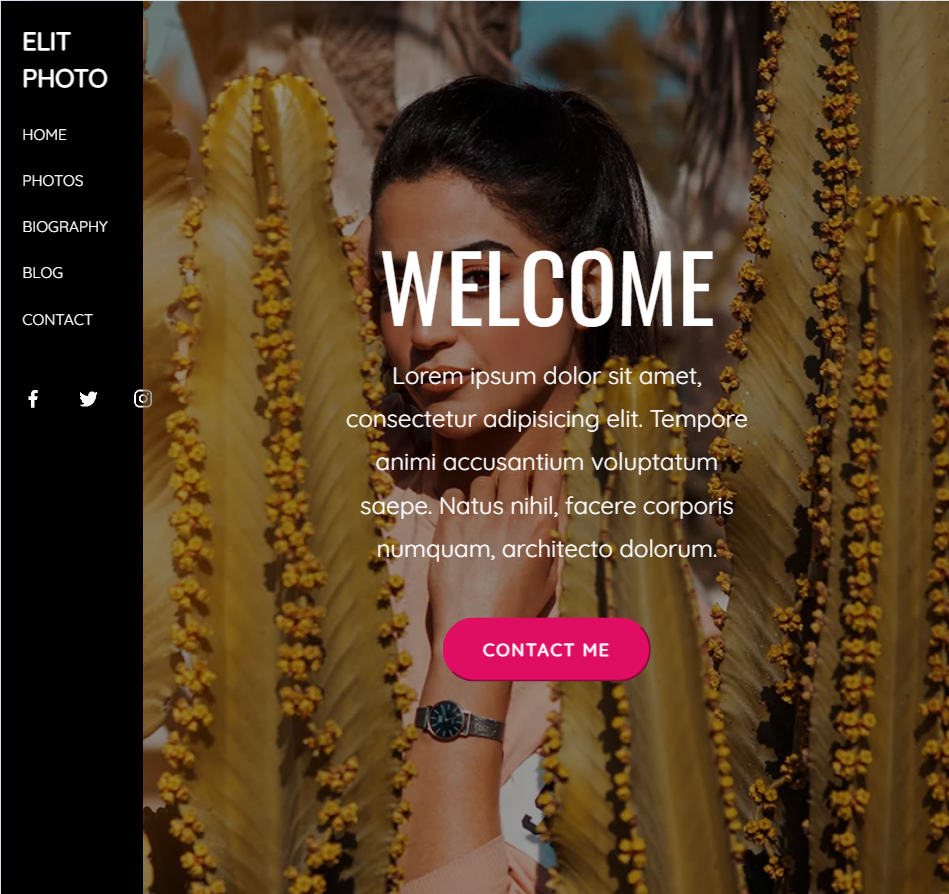 ELIT
PHOTO
HOME
PHOTOS
BIOGRAPHY
BLOG
CONTACT
WELCOME
Lorem ipsum dolor sit amet,
consectetur adipisicing elit. Tempore
animi accusantium voluptatum
saepe. Natus nihil, facere corporis
numquam, architecto dolorum.
CONTACT ME